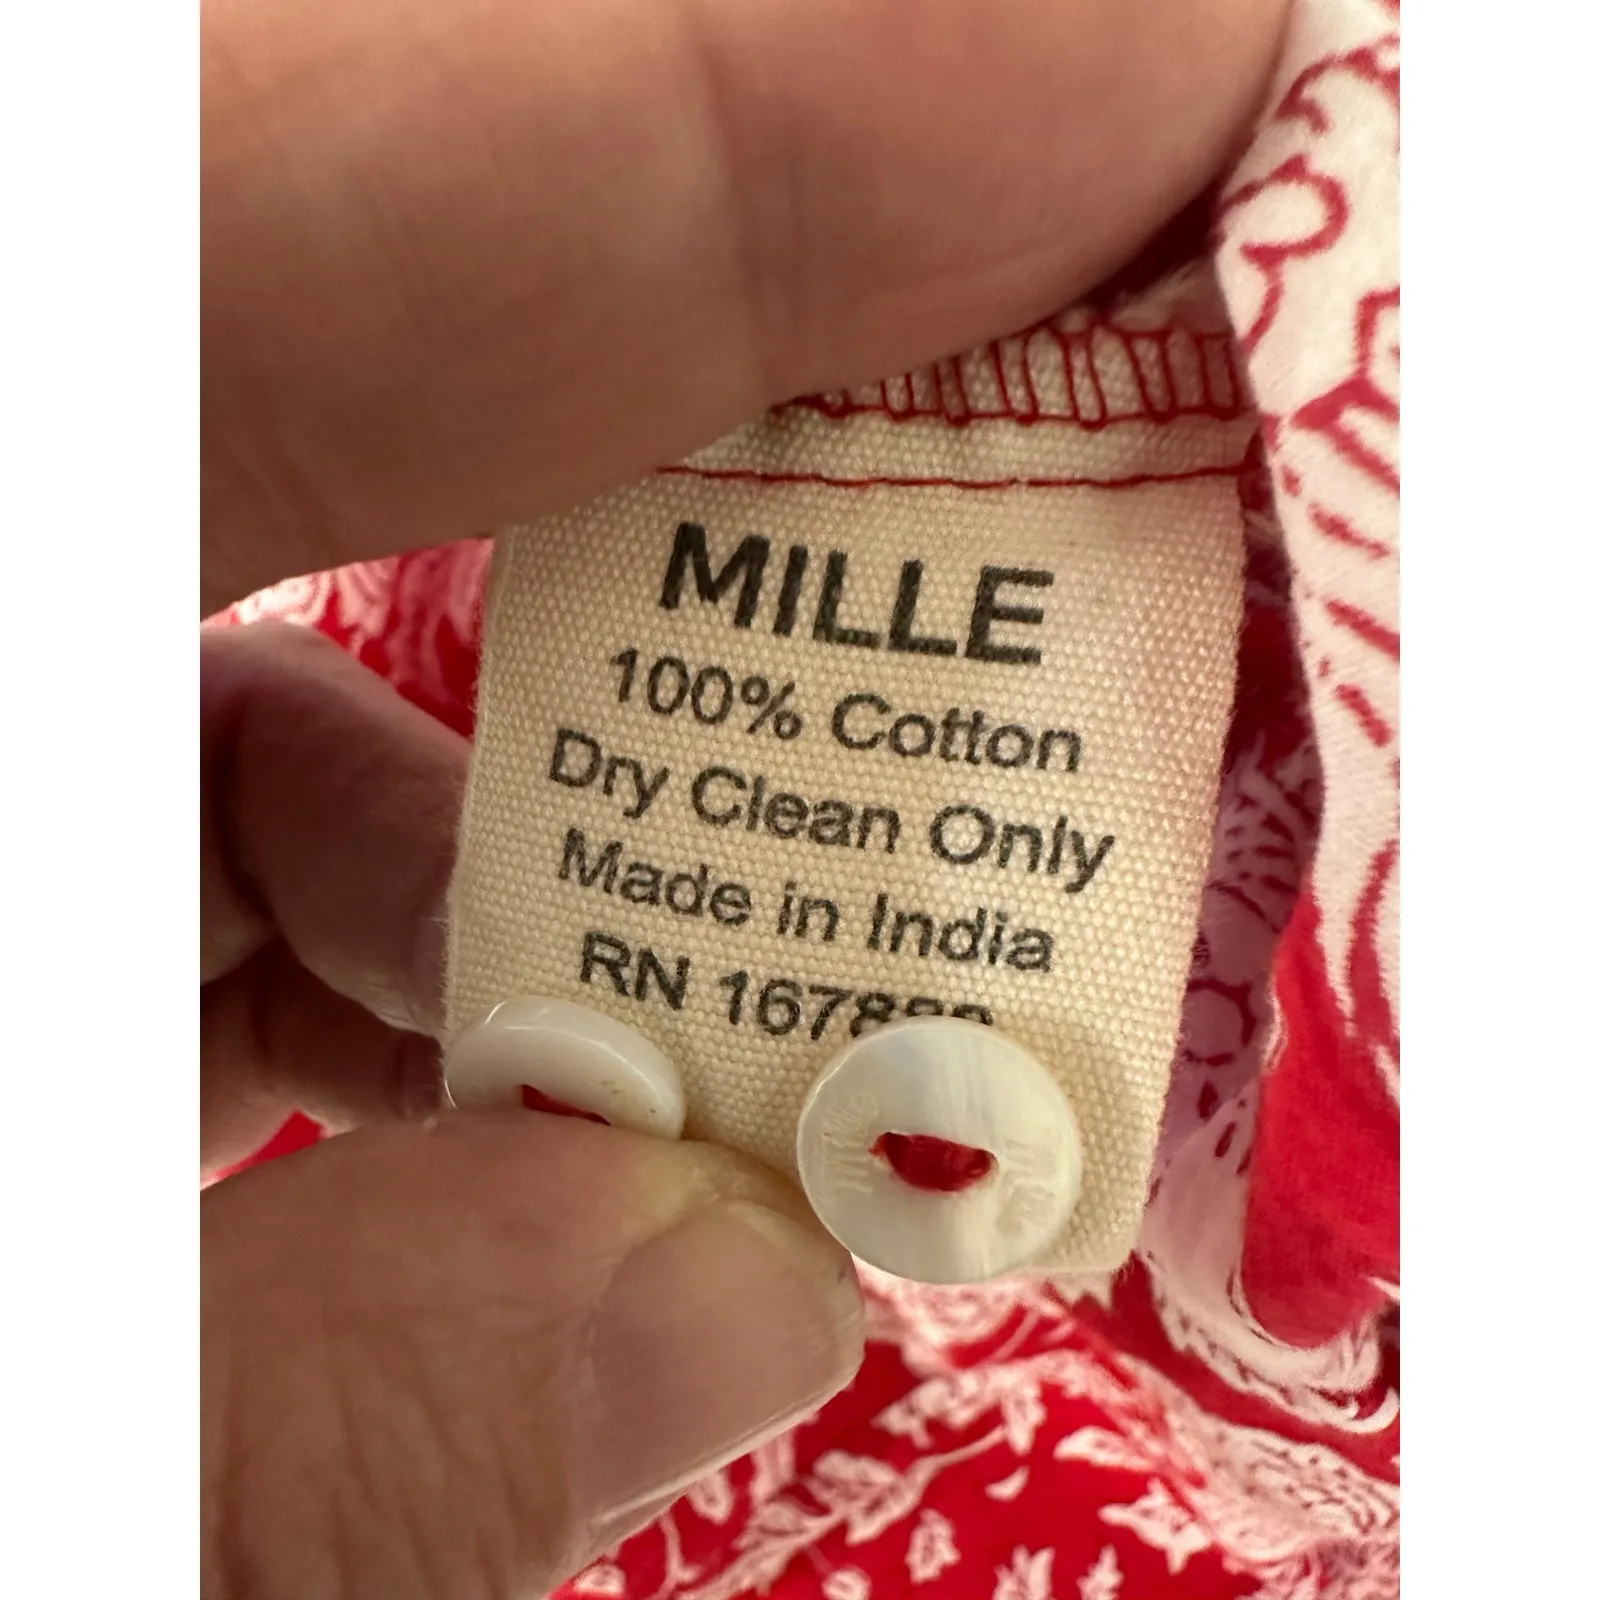 MILLE
100% Cotton
Dry Clean Only
Made in India
RN